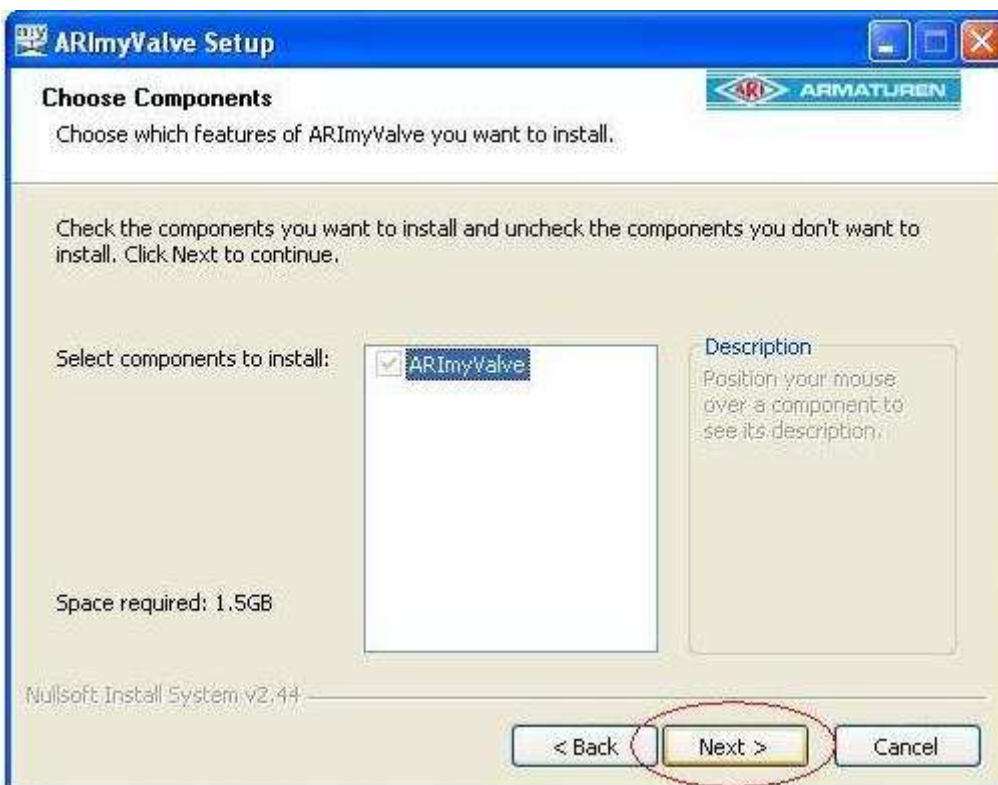 my
ARImyValve Setup
Choose Components
ARI ARMATUREN
Choose which features of ARImyValve you want to install.
Check the components you want to install and uncheck the components you don't want to
install. Click Next to continue.
Select components to install:
ARImyValve
Description
Position your mouse
over a component to
see its description.
Space required: 1.5GB
Nullsoft Install System v2.44
< Back
Next >
Cancel